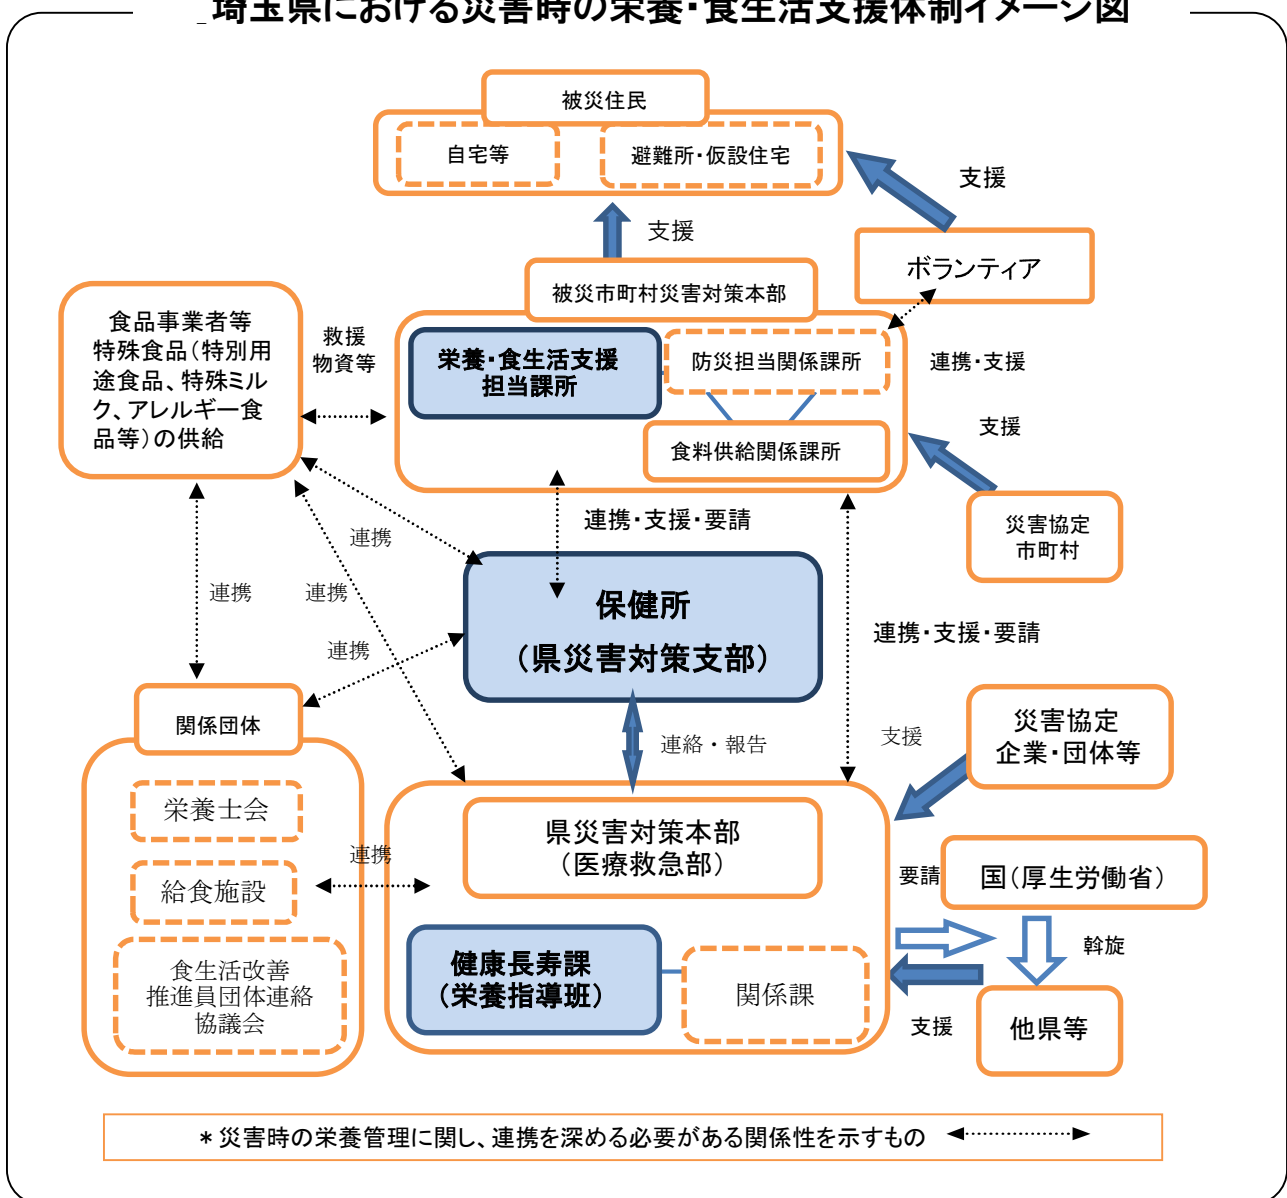 埼玉県における災害時の栄養・食生活支援体制イメージ図
被災住民
自宅等
避難所・仮設住宅
支援
支援
ボランティア
被災市町村災害対策本部
食品事業者等
特殊食品（特別用
途食品、特殊ミル
ク、アレルギー食
品等）の供給
救援
物資等
栄養・食生活支援
担当課所
防災担当関係課所
連携・支援
食料供給関係課所
支援
災害協定
市町村
連携・支援・要請
連携
連携
連携
保健所
（県災害対策支部）
連携・支援・要請
連携
関係団体
連絡・報告
支援
災害協定
企業・団体等
栄養士会
給食施設
食生活改善
推進員団体連絡
協議会
連携
県災害対策本部
（医療救急部）
要請
国（厚生労働省）
斡旋
健康長寿課
（栄養指導班）
関係課
支援
他県等
＊災害時の栄養管理に関し、連携を深める必要がある関係性を示すもの